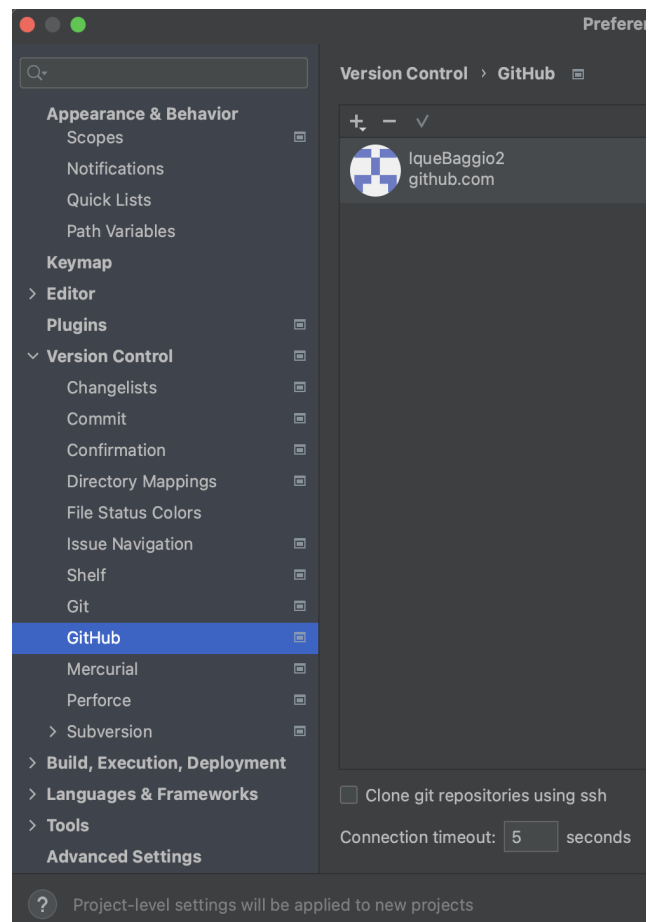 Preferen
Version Control › GitHub
Appearance & Behavior
Scopes
Notifications
Quick Lists
Path Variables
Keymap
Editor
Plugins
Version Control
Changelists
Commit
Confirmation
Directory Mappings
File Status Colors
Issue Navigation
Shelf
Git
GitHub
Mercurial
Perforce
Subversion
Build, Execution, Deployment
Languages & Frameworks
Tools
Advanced Settings
IqueBaggio2
github.com
Clone git repositories using ssh
Connection timeout: 5 seconds
? Project-level settings will be applied to new projects